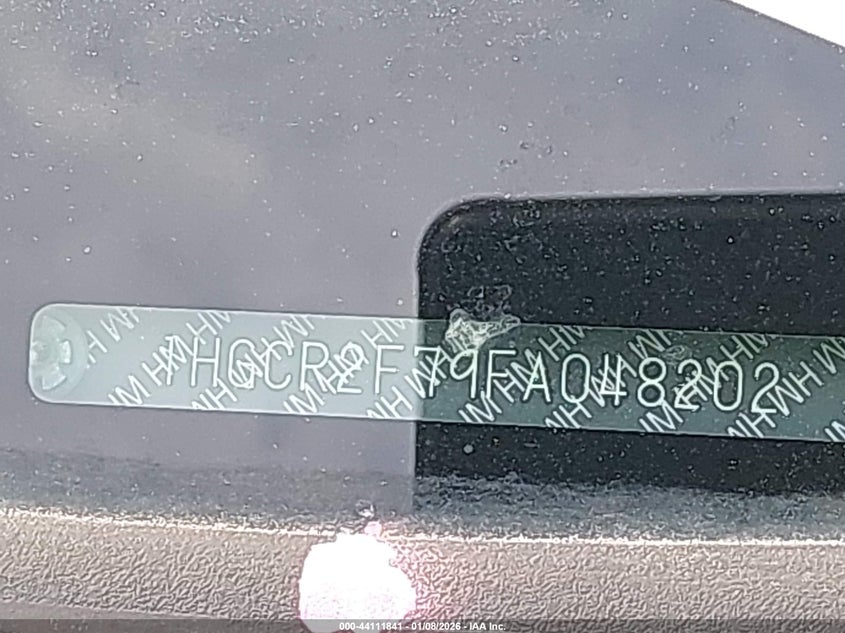 1HGCR2F79FA048202
000-44111841 - 01/08/2026 - IAA Inc.